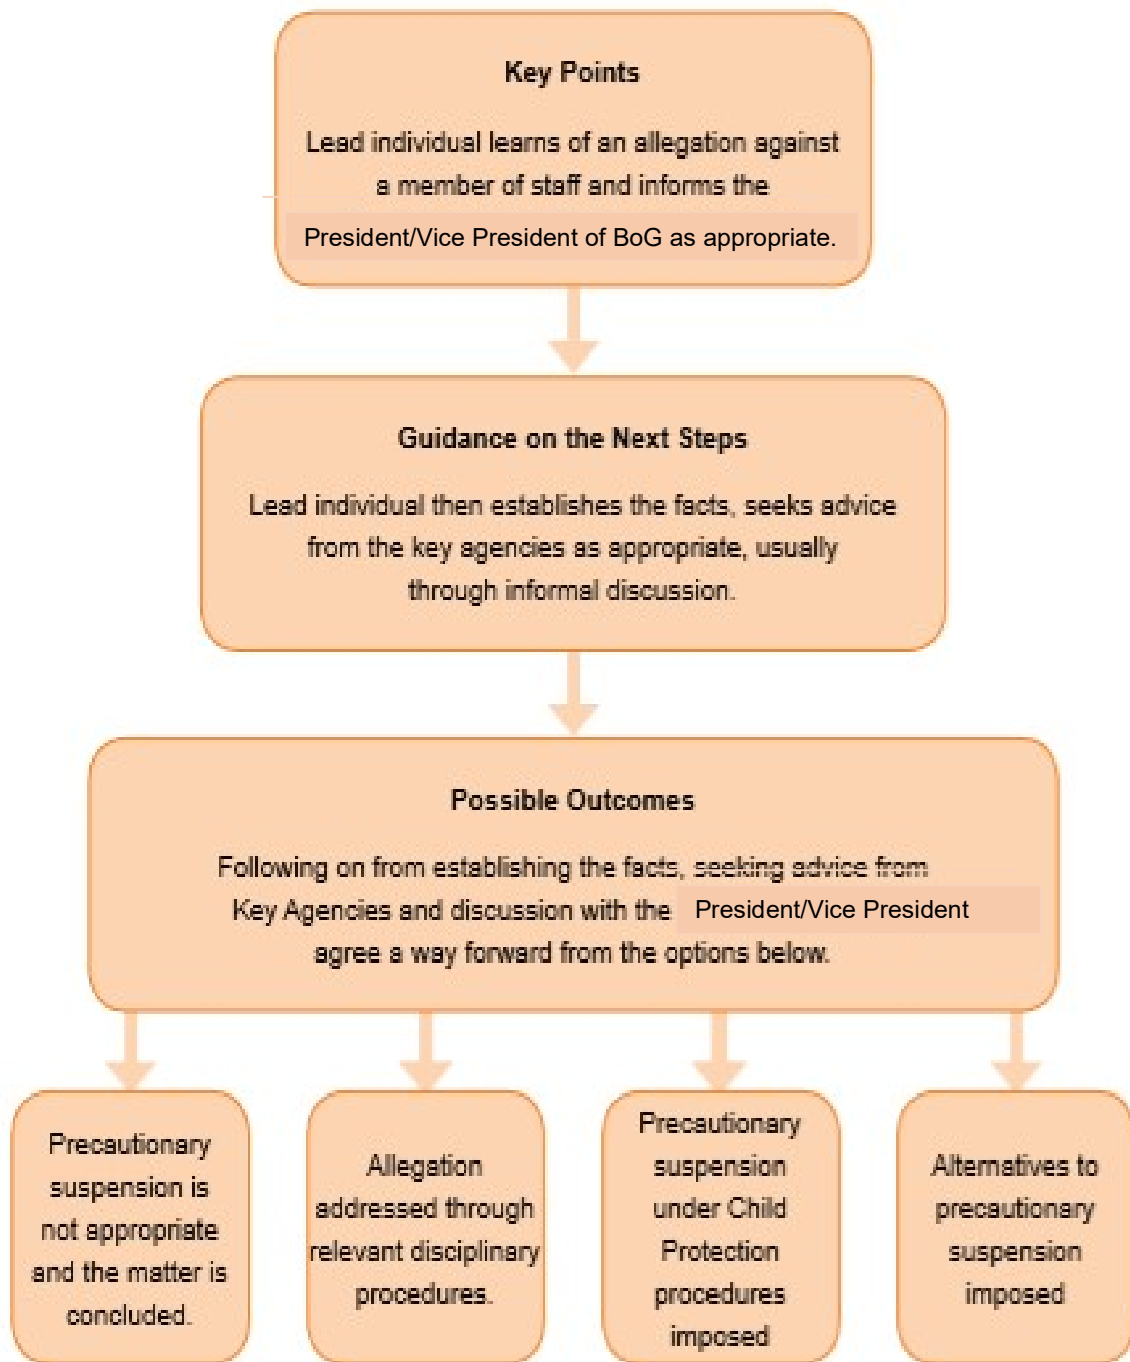 Key Points
Lead individual learns of an allegation against
a member of staff and informs the
President/Vice President of BoG as appropriate.
Guidance on the Next Steps
Lead individual then establishes the facts, seeks advice
from the key agencies as appropriate, usually
through informal discussion.
Possible Outcomes
Following on from establishing the facts, seeking advice from
Key Agencies and discussion with the President/Vice President
agree a way forward from the options below.
Precautionary
suspension is
not appropriate
and the matter is
concluded.
Allegation
addressed through
relevant disciplinary
procedures.
Precautionary
suspension
under Child
Protection
procedures
imposed
Alternatives to
precautionary
suspension
imposed